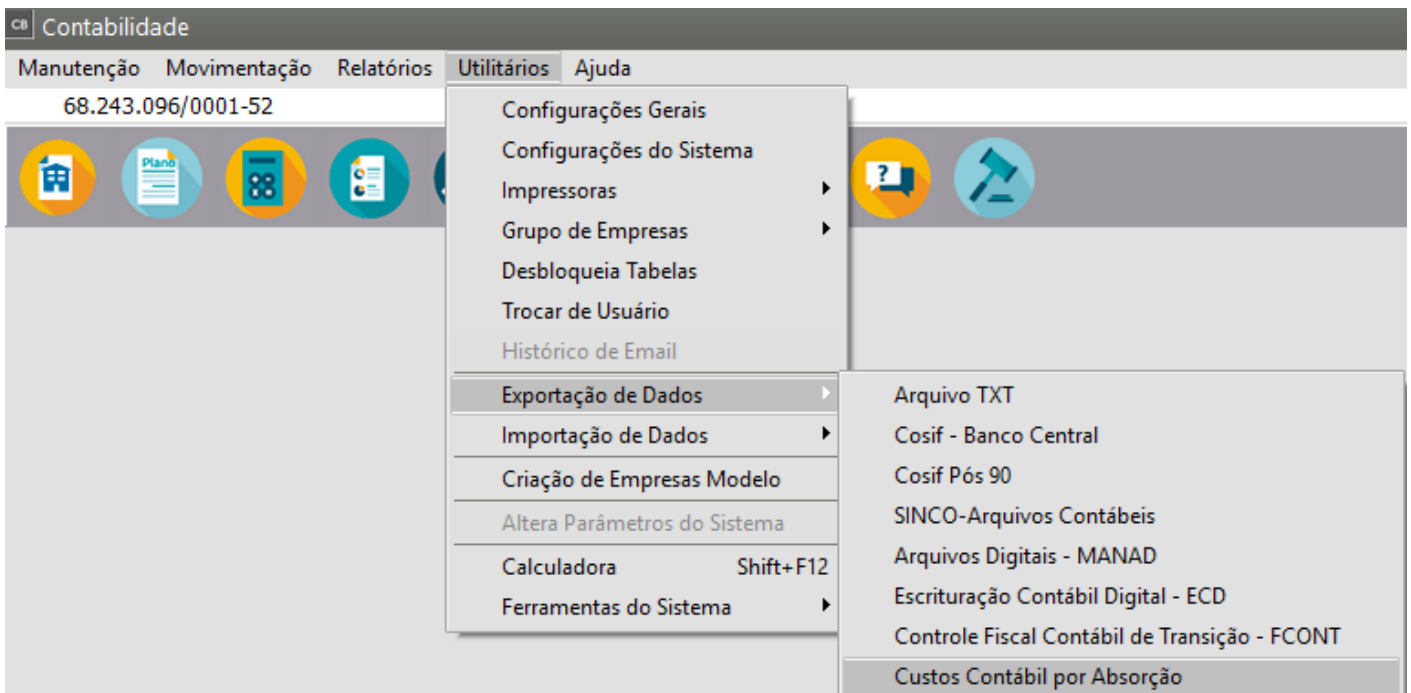 CB Contabilidade
Manutenção Movimentação Relatórios Utilitários Ajuda
68.243.096/0001-52
Plano
?
Configurações Gerais
Configurações do Sistema
Impressoras
Grupo de Empresas
Desbloqueia Tabelas
Trocar de Usuário
Histórico de Email
Exportação de Dados
Importação de Dados
Criação de Empresas Modelo
Altera Parâmetros do Sistema
Calculadora Shift+F12
Ferramentas do Sistema
Arquivo TXT
Cosif - Banco Central
Cosif Pós 90
SINCO-Arquivos Contábeis
Arquivos Digitais - MANAD
Escrituração Contábil Digital - ECD
Controle Fiscal Contábil de Transição - FCONT
Custos Contábil por Absorção